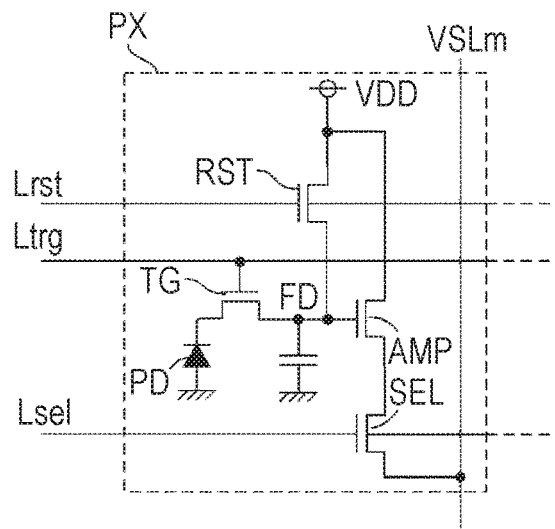 PX
VSLm
VDD
RST
Lrst
Ltrg
TG
FD
AMP
PD
SEL
Lsel